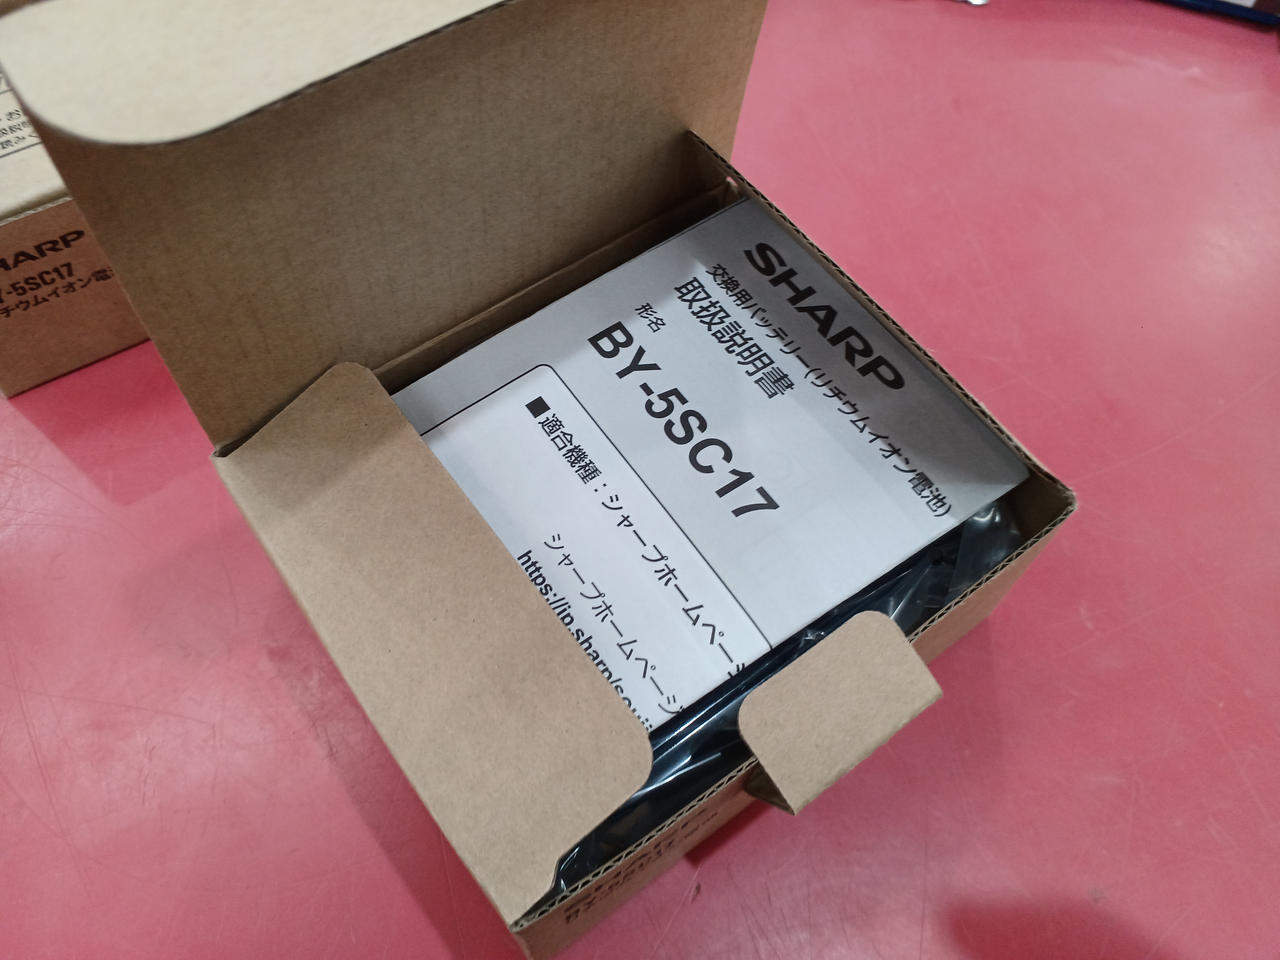 SHARP
交換用バッテリー(リチウムイオン電池)
取扱説明書
形名
BY-5SC17
■適合機種：シャープホームペー
シャープホームページ
https://jp.sharp/
HARP
Y-5SC17
チウムイオン電